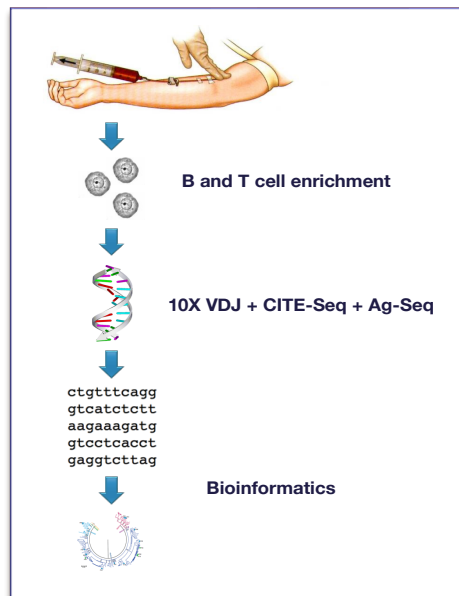 B and T cell enrichment
10X VDJ + CITE-Seq + Ag-Seq
ctgtttcagg
gtcatctctt
aagaaagatg
gtcctcacct
gaggtcttag
Bioinformatics